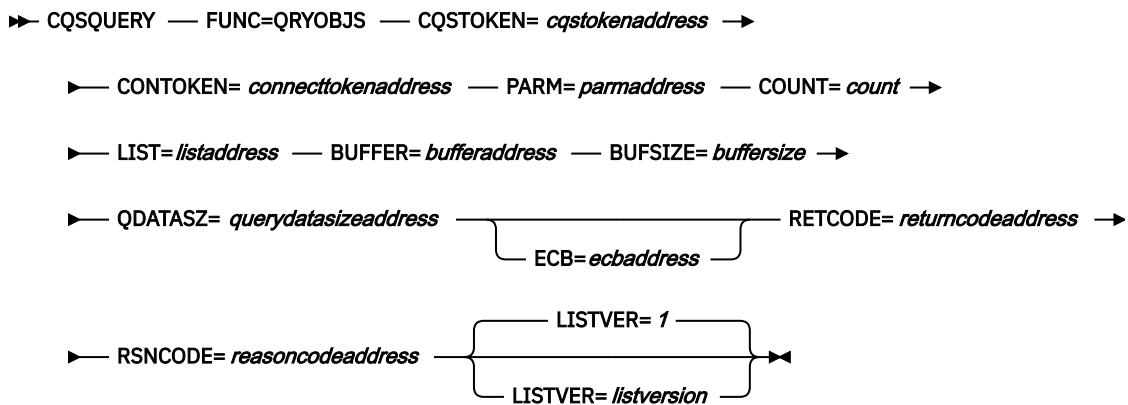 CQSQUERY FUNC=QRYOBJS CQSTOKEN= cqstokenaddress
CONTOKEN= connecttokenaddress PARM= parmaddress COUNT= count
LIST= listaddress BUFFER= bufferaddress BUFSIZE= buffersize
QDATASZ= querydatasizeaddress RETCODE= returncodeaddress
ECB= ecbaddress
LISTVER= 1
RSNCODE= reasoncodeaddress
LISTVER= listversion